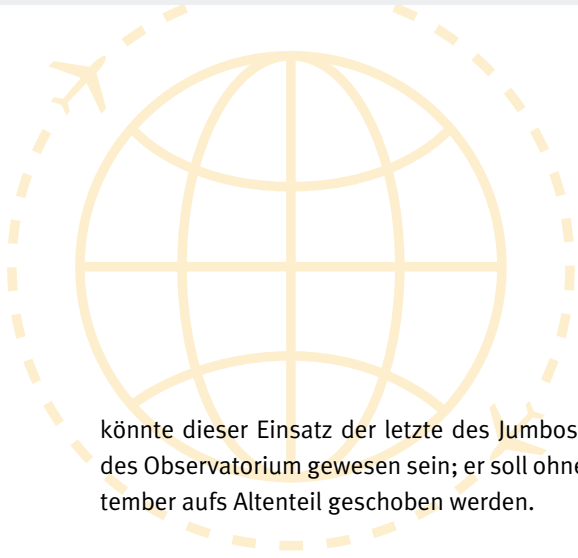 könnte dieser Einsatz der letzte des Jumbos
des Observatorium gewesen sein; er soll ohne
tember aufs Altenteil geschoben werden.